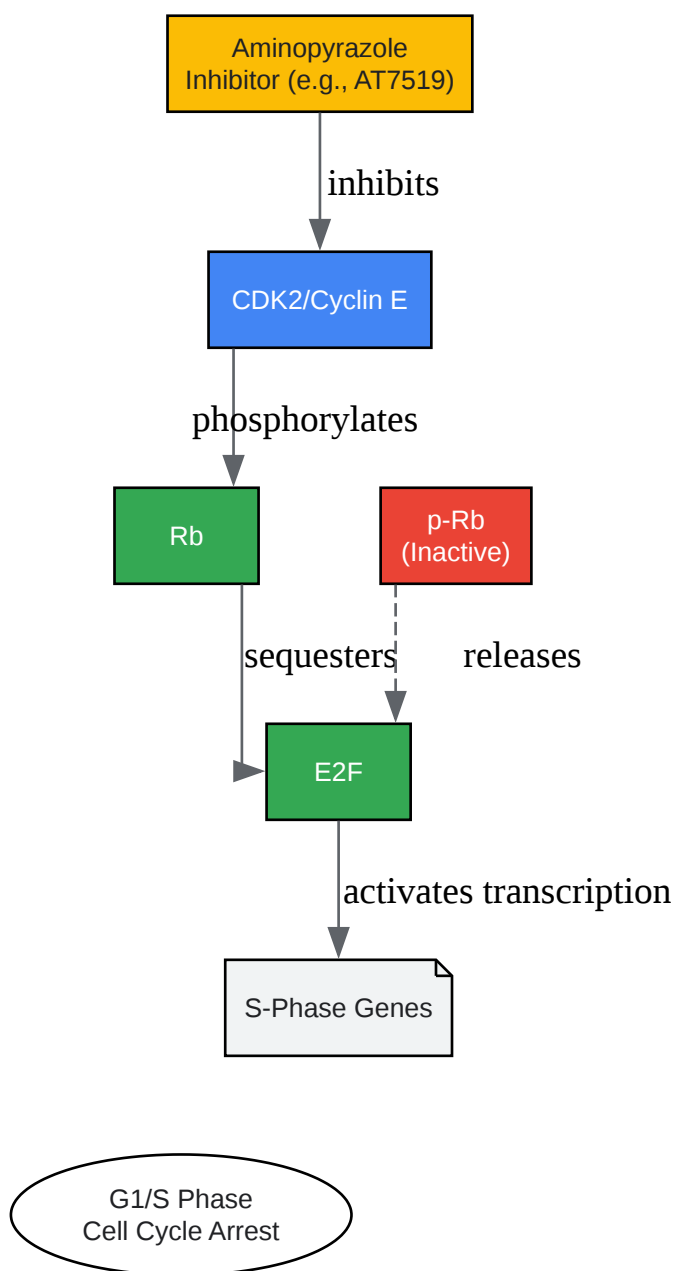 Aminopyrazole
Inhibitor (e.g., AT7519)
inhibits
CDK2/Cyclin E
phosphorylates
Rb
p-Rb
(Inactive)
sequesters
releases
E2F
activates transcription
S-Phase Genes
G1/S Phase
Cell Cycle Arrest